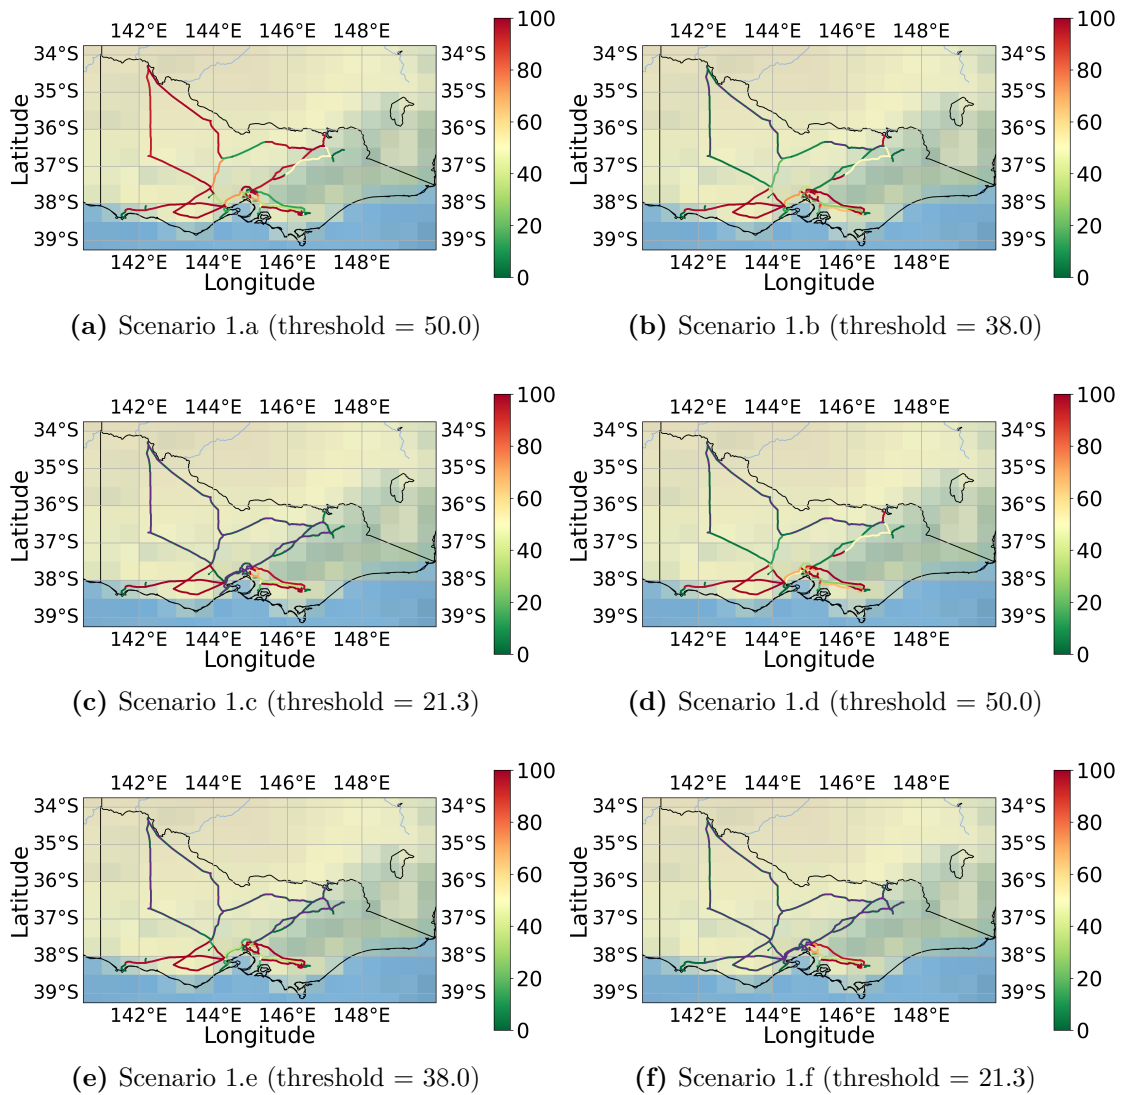 142°E 144°E 146°E 148°E 100
142°E 144°E 146°E 148°E 100
34°S 34°S
34°S 34°S
35°S 35°S 80
35°S 35°S 80
36°S 36°S
36°S 36°S
60
60
37°S 37°S
37°S 37°S
40
40
38°S 38°S
38°S 38°S
20
20
39°S 39°S
39°S 39°S
142°E 144°E 146°E 148°E 0
142°E 144°E 146°E 148°E 0
Latitude
Longitude
Latitude
Longitude
(a) Scenario 1.a (threshold = 50.0)
(b) Scenario 1.b (threshold = 38.0)
142°E 144°E 146°E 148°E 100
142°E 144°E 146°E 148°E 100
34°S 34°S
34°S 34°S
35°S 35°S 80
35°S 35°S 80
36°S 36°S
36°S 36°S
60
60
37°S 37°S
37°S 37°S
40
40
38°S 38°S
38°S 38°S
20
20
39°S 39°S
39°S 39°S
142°E 144°E 146°E 148°E 0
142°E 144°E 146°E 148°E 0
Latitude
Longitude
Latitude
Longitude
(c) Scenario 1.c (threshold = 21.3)
(d) Scenario 1.d (threshold = 50.0)
142°E 144°E 146°E 148°E 100
142°E 144°E 146°E 148°E 100
34°S 34°S
34°S 34°S
35°S 35°S 80
35°S 35°S 80
36°S 36°S
36°S 36°S
60
60
37°S 37°S
37°S 37°S
40
40
38°S 38°S
38°S 38°S
20
20
39°S 39°S
39°S 39°S
142°E 144°E 146°E 148°E 0
142°E 144°E 146°E 148°E 0
Latitude
Longitude
Latitude
Longitude
(e) Scenario 1.e (threshold = 38.0)
(f) Scenario 1.f (threshold = 21.3)